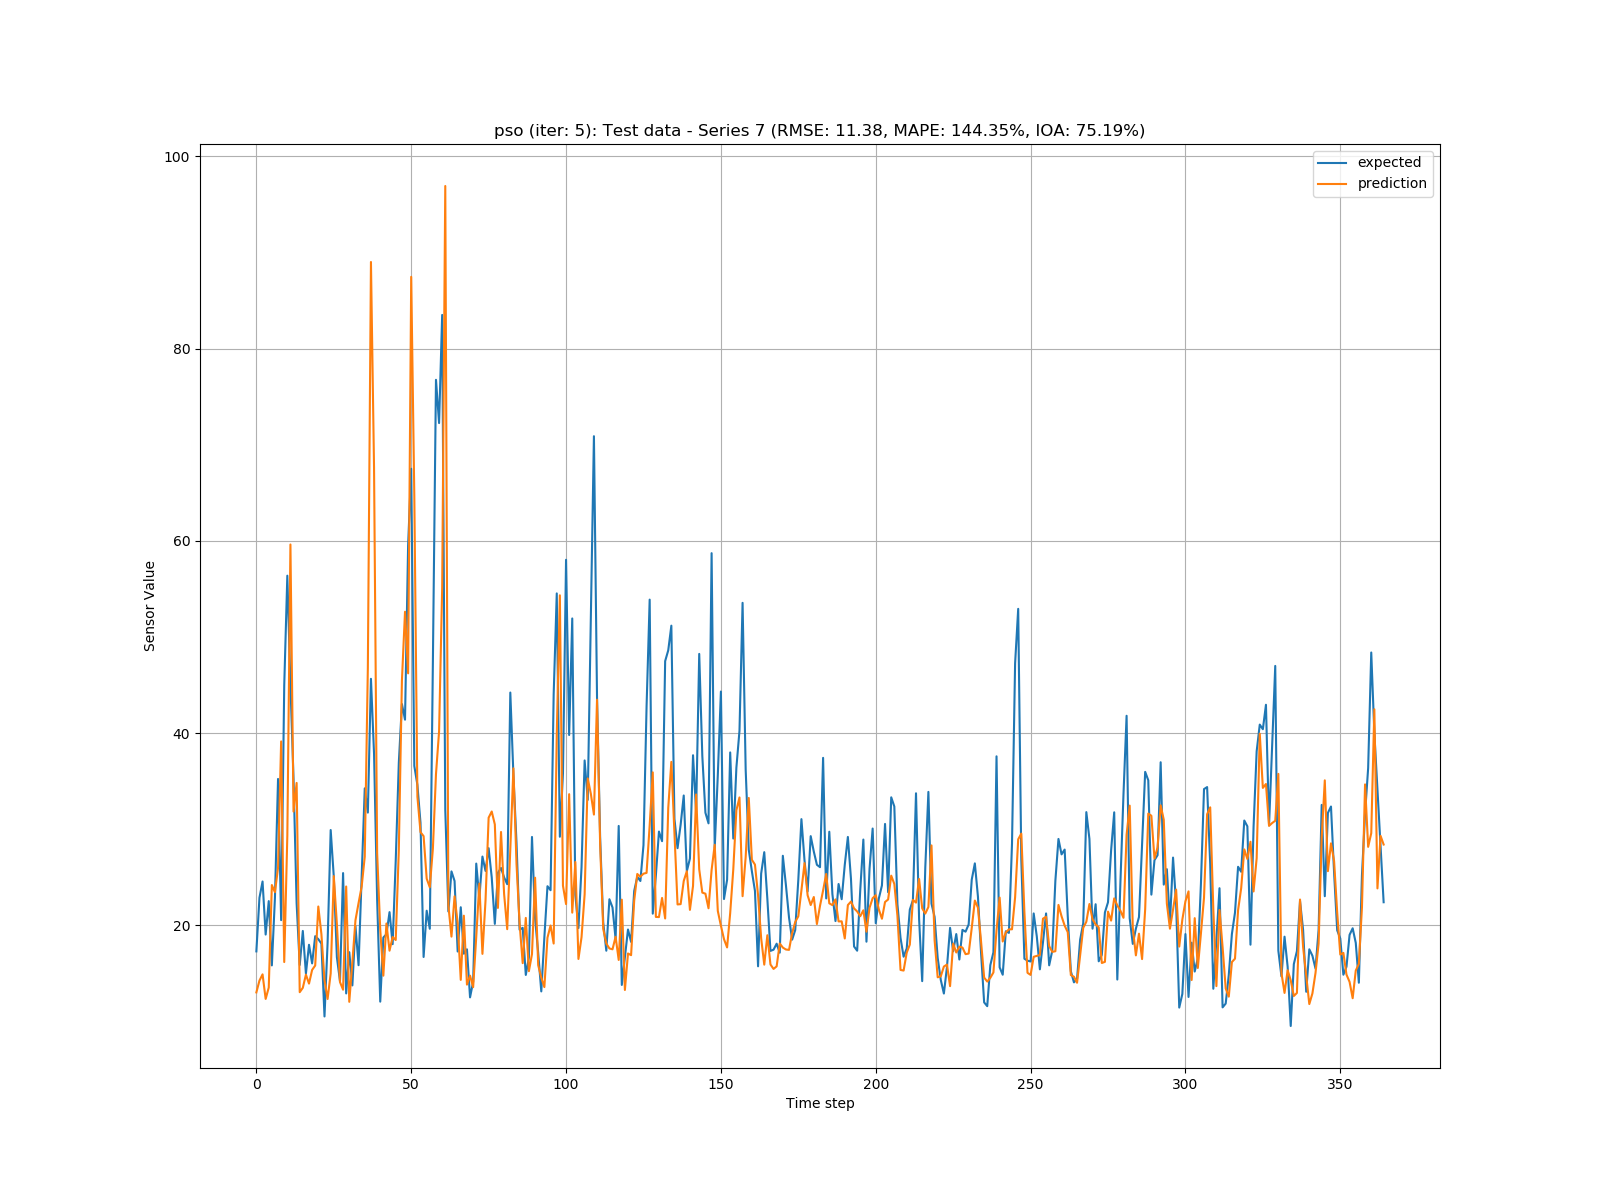 pso (iter: 5): Test data - Series 7 (RMSE: 11.38, MAPE: 144.35%, IOA: 75.19%)
expected
prediction
100
80
60
40
20
Sensor Value
0 50 100 150 200 250 300 350
Time step